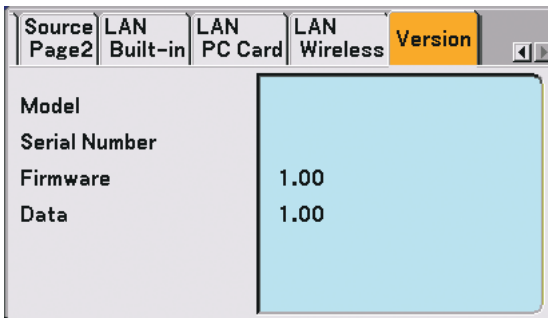 Source LAN LAN LAN Version
Page2 Built-in PC Card Wireless
Model
Serial Number
Firmware 1.00
Data 1.00